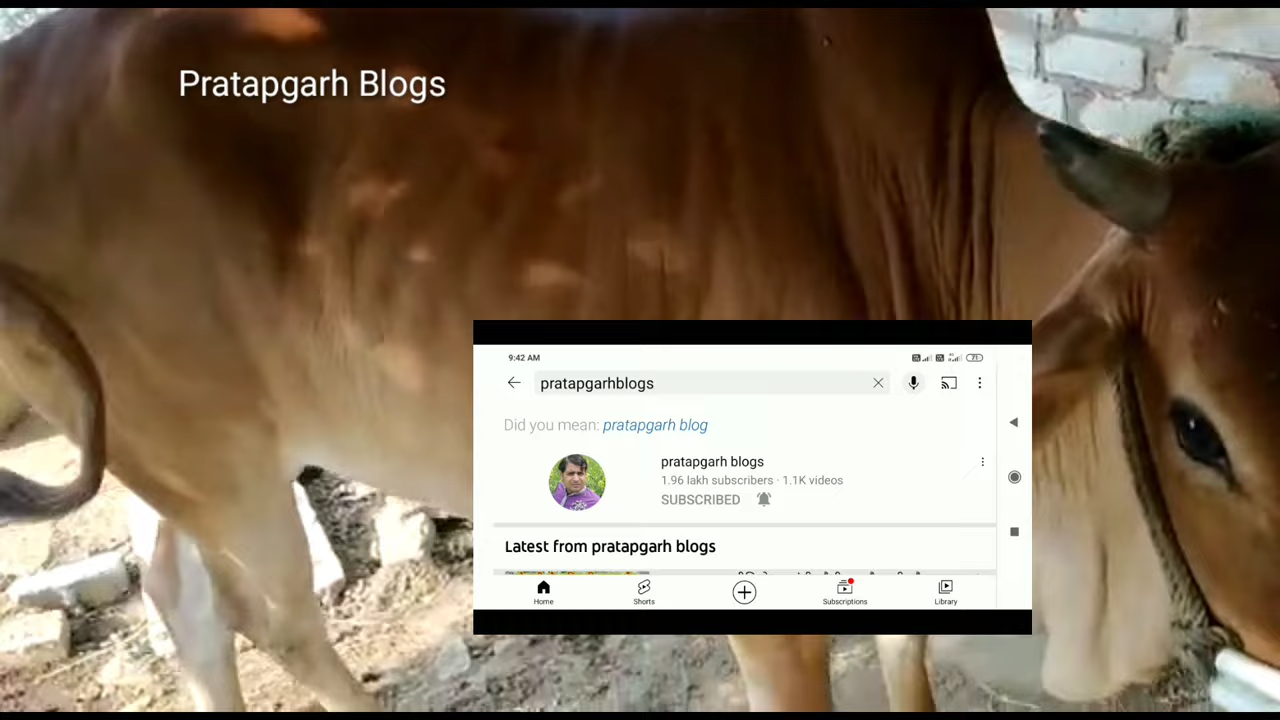 Pratapgarh Blogs
9:42 AM
71
pratapgarhblogs
Did you mean: pratapgarh blog
pratapgarh blogs
1.96 lakh subscribers · 1.1K videos
SUBSCRIBED
Latest from pratapgarh blogs
Home
Shorts
Subscriptions
Library